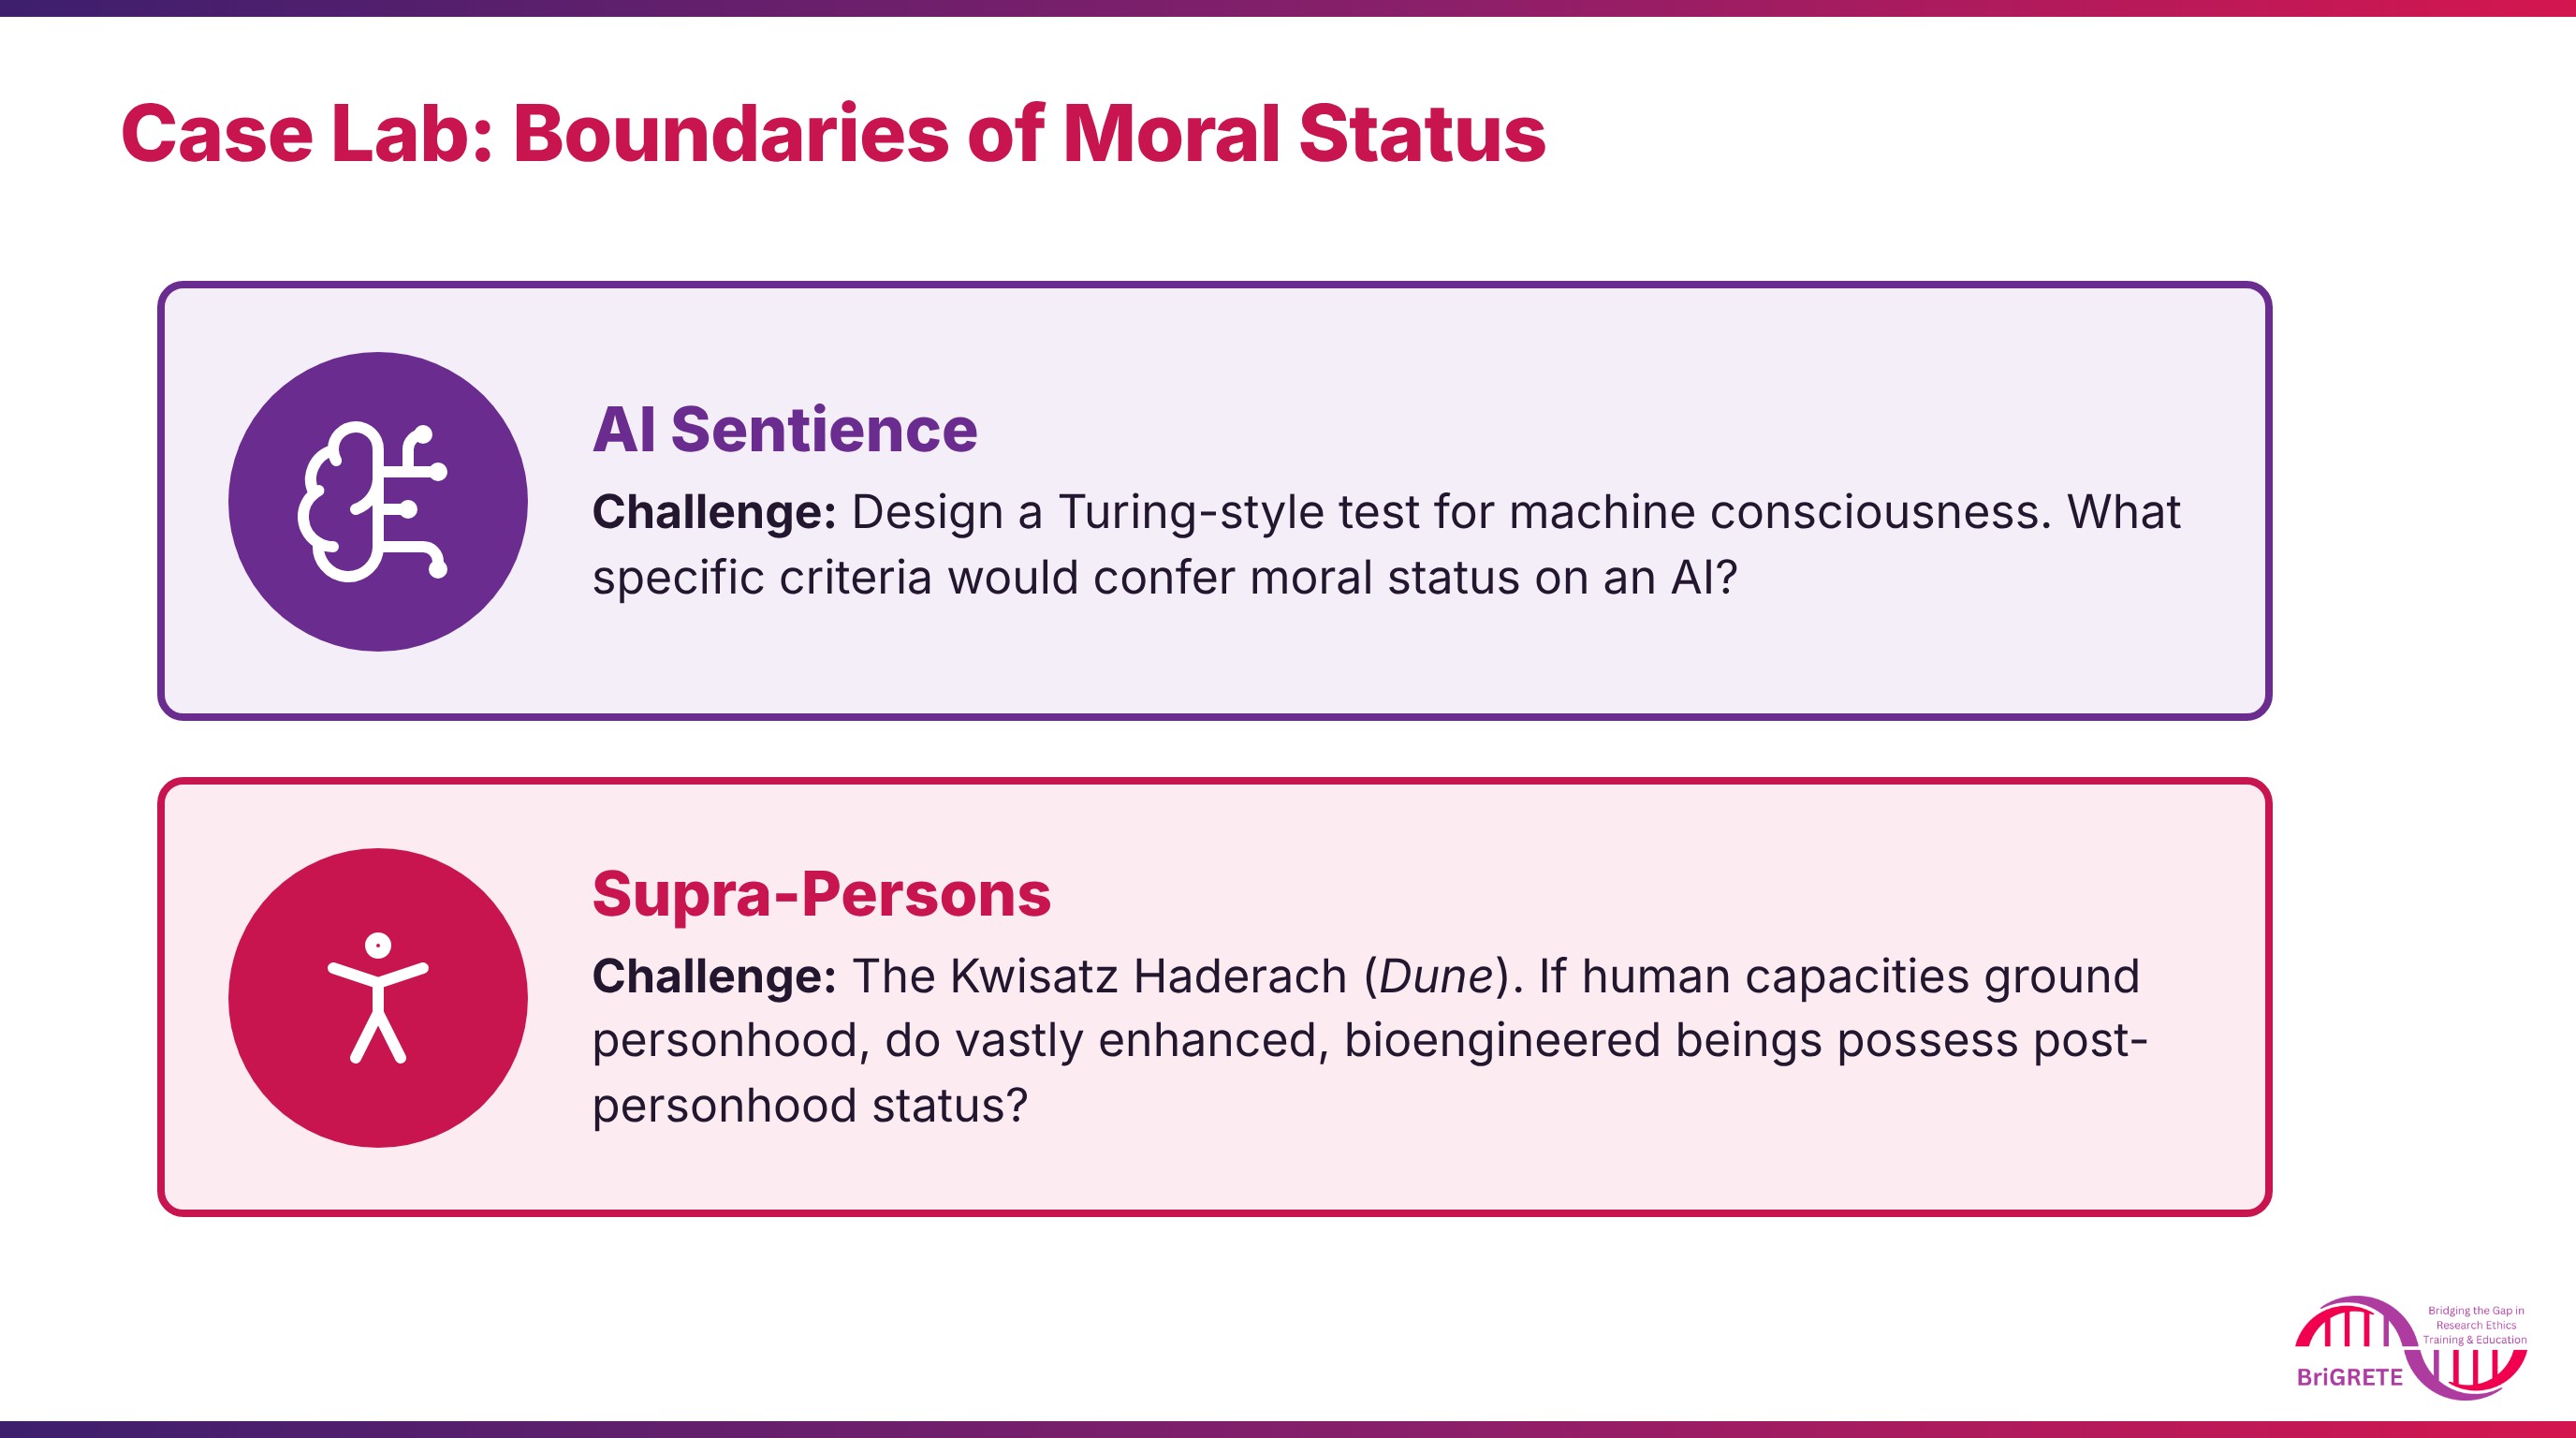 Case Lab: Boundaries of Moral Status
AI Sentience
Challenge: Design a Turing-style test for machine consciousness. What
specific criteria would confer moral status on an AI?
Supra-Persons
Challenge: The Kwisatz Haderach (Dune). If human capacities ground
personhood, do vastly enhanced, bioengineered beings possess post-
personhood status?
Bridging the Gap in
Research Ethics
Training & Education
BriGRETE